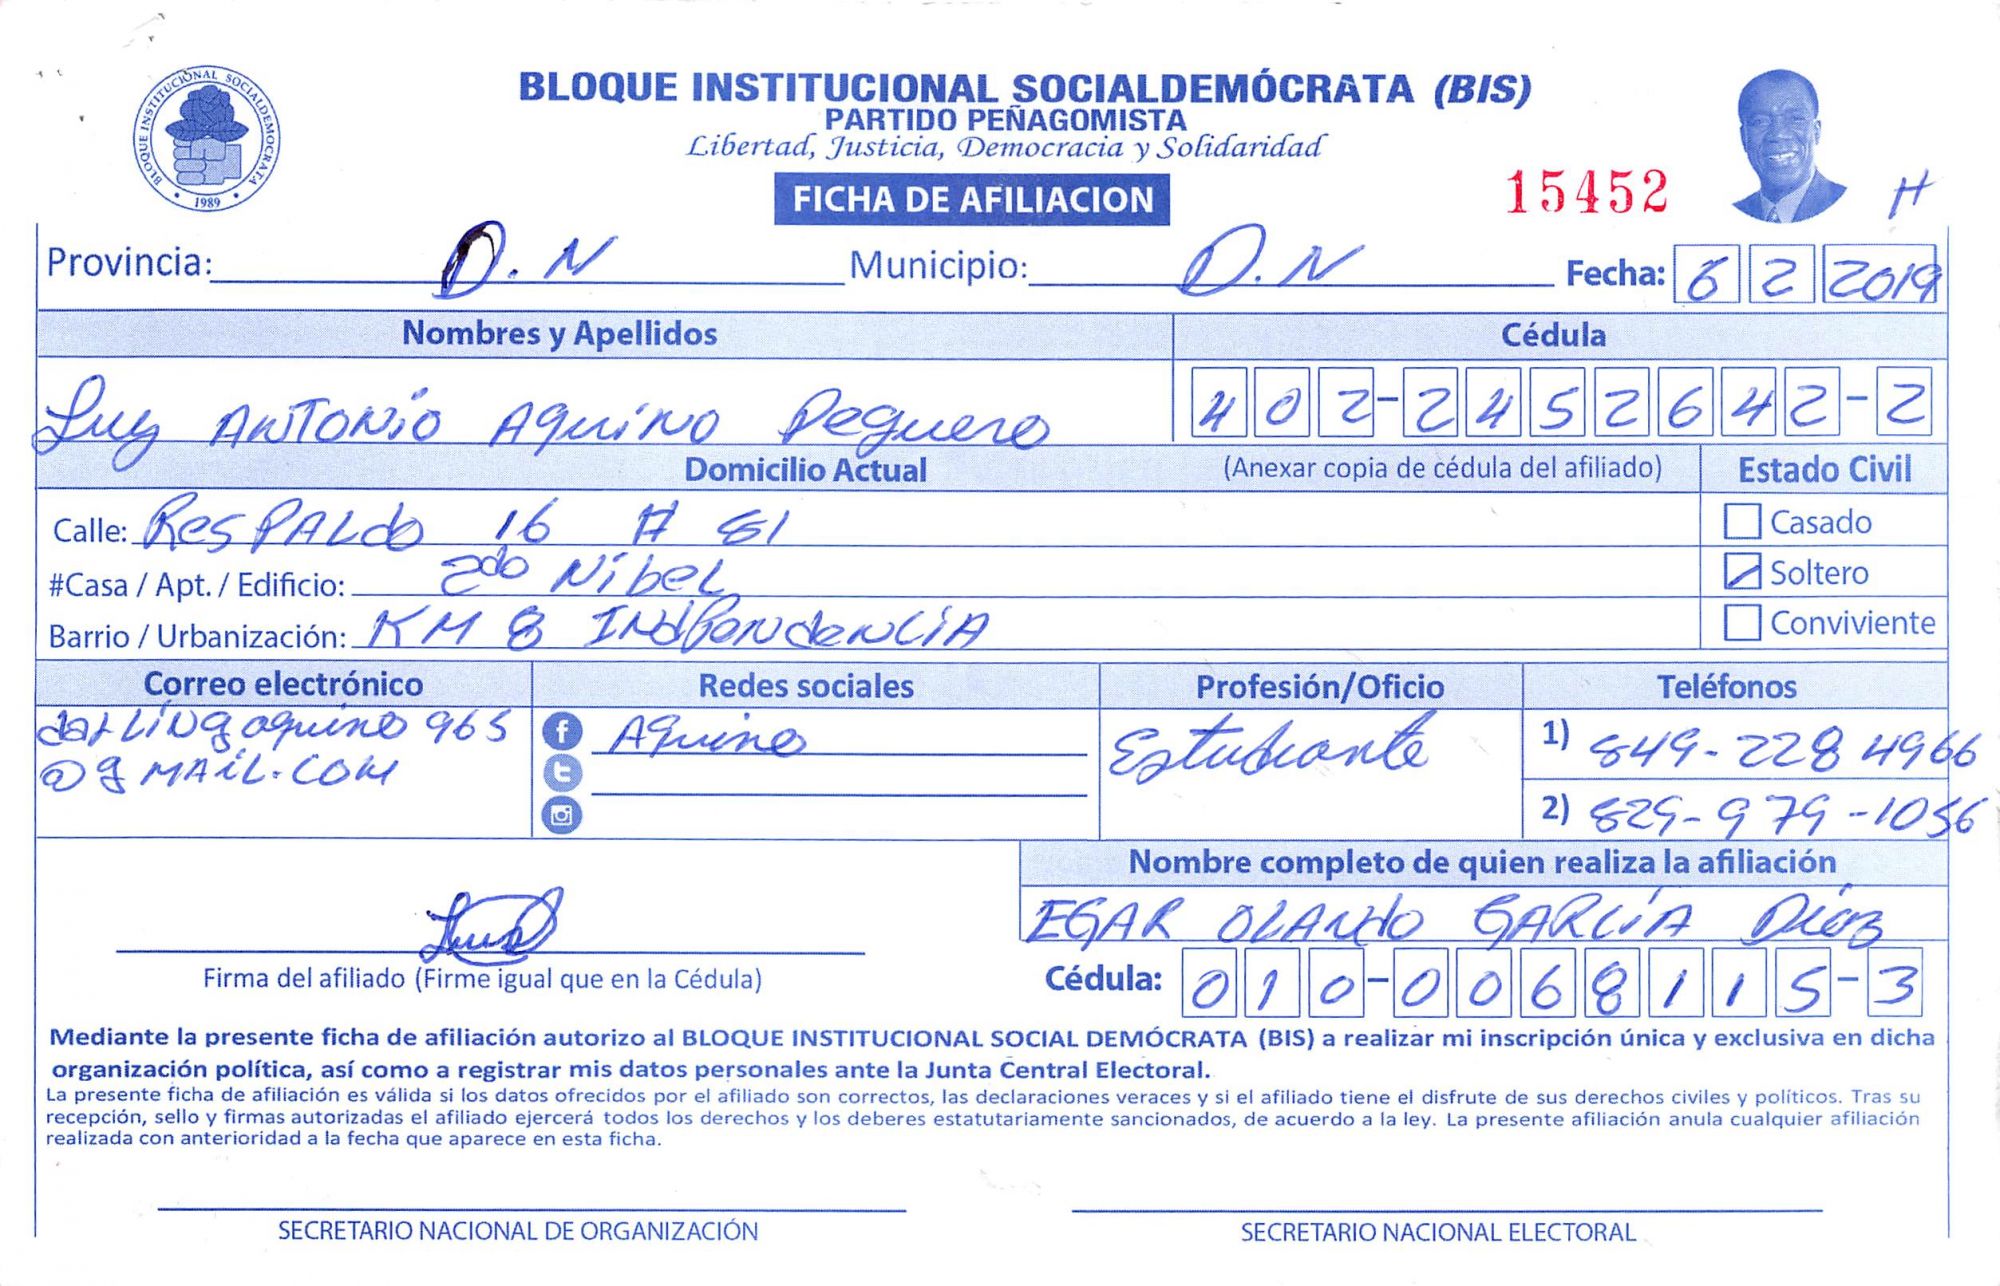 BLOQUE INSTITUCIONAL SOCIALDEMOCRATA
1989
BLOQUE INSTITUCIONAL SOCIALDEMÓCRATA (BIS)
PARTIDO PEÑAGOMISTA
Libertad, Justicia, Democracia y Solidaridad
FICHA DE AFILIACION
15452
H
Provincia: D.N Municipio: D.N Fecha: 6 2 2019
Nombres y Apellidos Cédula
Luy ANTONiO AQuiNO Peguero 402-2452642-2
Domicilio Actual (Anexar copia de cédula del afiliado) Estado Civil
Calle: ResPALdo 16 # 81 Casado
#Casa / Apt. / Edificio: 2do Nibel Soltero
Barrio / Urbanización: KM 8 INdPendenciA Conviviente
Correo electrónico Redes sociales Profesión/Oficio Teléfonos
darlingaquino965 AQuino Estudiante 1) 849-228 4966
@gMAiL.COM
2) 829-979-1056
Nombre completo de quien realiza la afiliación
EGAR OLANDO GARCíA Díaz
Firma del afiliado (Firme igual que en la Cédula) Cédula: 010-0068115-3
Mediante la presente ficha de afiliación autorizo al BLOQUE INSTITUCIONAL SOCIAL DEMÓCRATA (BIS) a realizar mi inscripción única y exclusiva en dicha
organización política, así como a registrar mis datos personales ante la Junta Central Electoral.
La presente ficha de afiliación es válida si los datos ofrecidos por el afiliado son correctos, las declaraciones veraces y si el afiliado tiene el disfrute de sus derechos civiles y políticos. Tras su
recepción, sello y firmas autorizadas el afiliado ejercerá todos los derechos y los deberes estatutariamente sancionados, de acuerdo a la ley. La presente afiliación anula cualquier afiliación
realizada con anterioridad a la fecha que aparece en esta ficha.
SECRETARIO NACIONAL DE ORGANIZACIÓN SECRETARIO NACIONAL ELECTORAL